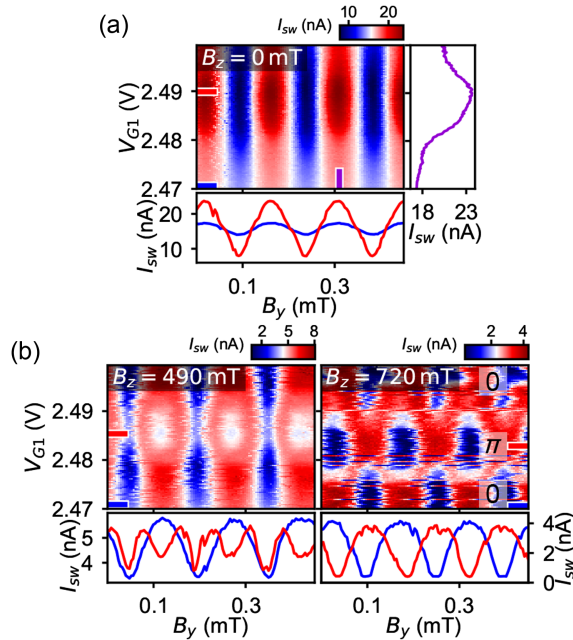 (a)
I_sw (nA) 10 20
B_z = 0 mT
V_G1 (V)
2.49
2.48
2.47
I_sw (nA)
20
10
18 23
I_sw (nA)
0.1 0.3
B_y (mT)
(b)
I_sw (nA) 2 5 8
I_sw (nA) 2 4
B_z = 490 mT
B_z = 720 mT
0
π
0
V_G1 (V)
2.49
2.48
2.47
I_sw (nA)
5
4
4
2
0
I_sw (nA)
0.1 0.3
0.1 0.3
B_y (mT)
B_y (mT)